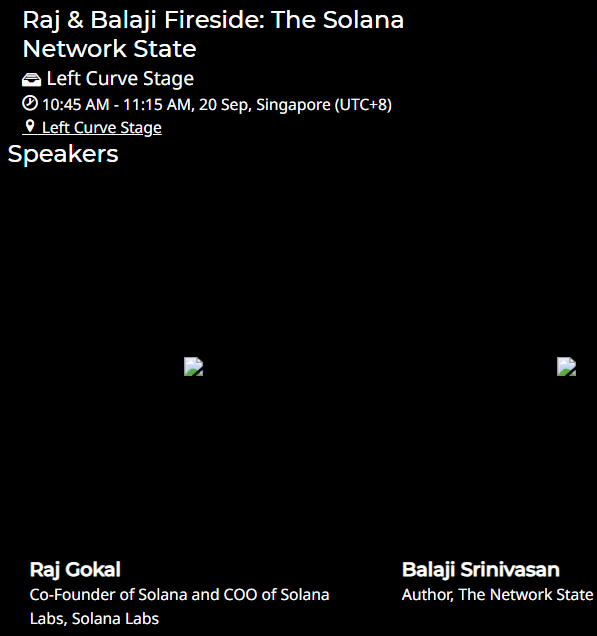 Raj & Balaji Fireside: The Solana
Network State
Left Curve Stage
10:45 AM - 11:15 AM, 20 Sep, Singapore (UTC+8)
Left Curve Stage
Speakers
Raj Gokal
Co-Founder of Solana and COO of Solana
Labs, Solana Labs
Balaji Srinivasan
Author, The Network State